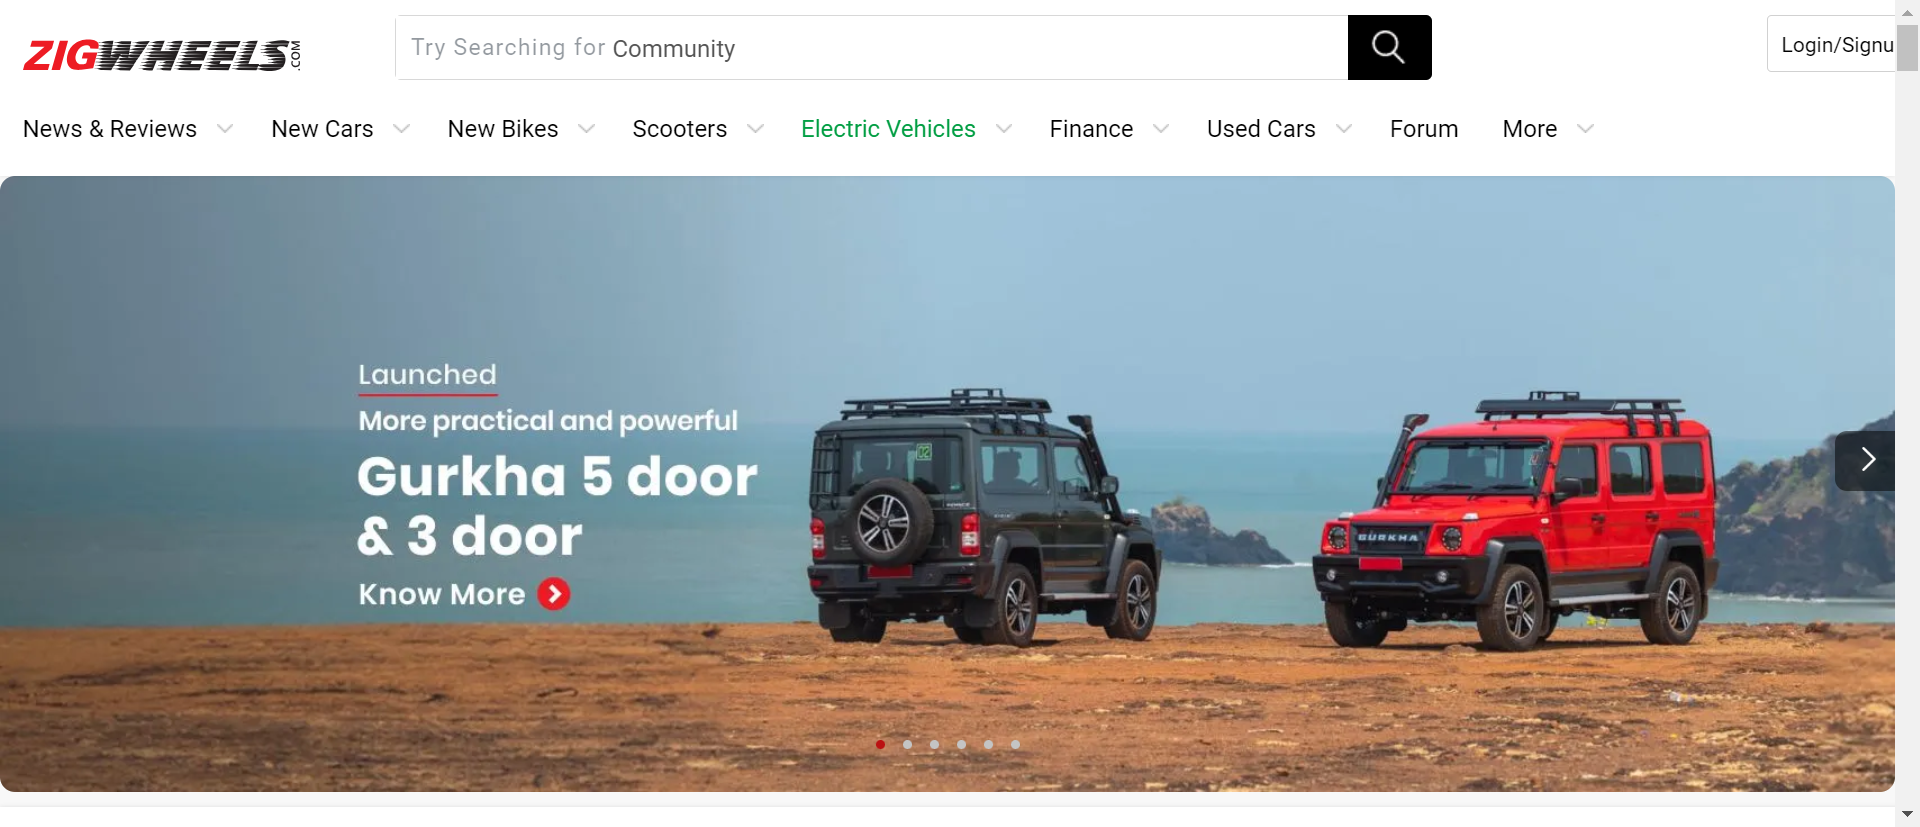 ZIGWHEELS.COM
Try Searching for Community
Login/Signu
News & Reviews
New Cars
New Bikes
Scooters
Electric Vehicles
Finance
Used Cars
Forum
More
Launched
More practical and powerful
Gurkha 5 door
& 3 door
Know More
02
GURKHA